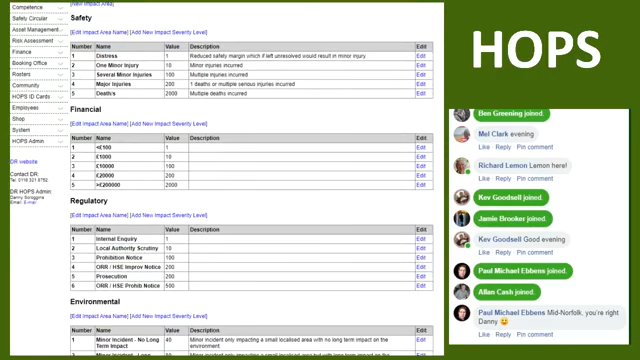 [New Impact Area]
Competence
Safety Circular
Asset Management
Risk Assessment
Finance
Booking Office
Rosters
Community
HOPS ID Cards
Employees
Shop
System
HOPS Admin
DR website
Contact DR:
DR HOPS Admin
Danny Scroggins
Email: E-mail
Safety
[Edit Impact Area Name] [Add New Impact Severity Level]
Number Name Value Description Edit
1 Distress 1 Reduced safety margin which if left unresolved would result in minor injury. Edit
2 One Minor Injury 10 Minor injuries incurred Edit
3 Several Minor Injuries 100 Multiple injuries incurred Edit
4 Major Injuries 200 1-deaths or multiple serious injuries incurred Edit
5 Death/s 2000 Multiple deaths incurred Edit
Financial
[Edit Impact Area Name] [Add New Impact Severity Level]
Number Name Value Description Edit
1 <£100 1 Edit
2 £1000 10 Edit
3 £10000 100 Edit
4 £20000 200 Edit
5 >£200000 2000 Edit
Regulatory
[Edit Impact Area Name] [Add New Impact Severity Level]
Number Name Value Description Edit
1 Internal Enquiry 1 Edit
2 Local Authority Scrutiny 10 Edit
3 Prohibition Notice 100 Edit
4 ORR / HSE Improv Notice 200 Edit
5 Prosecution 200 Edit
6 ORR / HSE Prohib Notice 500 Edit
Environmental
[Edit Impact Area Name] [Add New Impact Severity Level]
Number Name Value Description Edit
1 Minor Incident - No Long Term Impact 40 Minor incident only impacting a small localised area with no long term impact on the environment. Edit
HOPS
Ben Greening joined.
Mel Clark evening
Like Reply Pin comment
Richard Lemon Lemon here!
Like Reply Pin comment
Kev Goodsell joined.
Jamie Brooker joined.
Kev Goodsell Good evening
Like Reply Pin comment
Paul Michael Ebbens joined.
Allan Cash joined.
Paul Michael Ebbens Mid-Norfolk, you're right
Danny 😉
Like Reply Pin comment